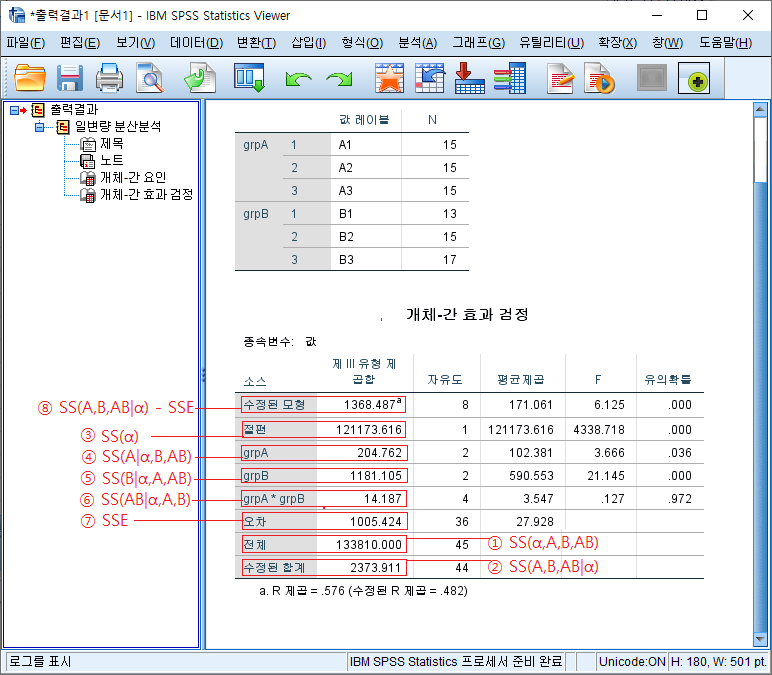 *출력결과1 [문서1] - IBM SPSS Statistics Viewer
파일(F) 편집(E) 보기(V) 데이터(D) 변환(T) 삽입(I) 형식(O) 분석(A) 그래프(G) 유틸리티(U) 확장(X) 창(W) 도움말(H)
출력결과
일변량 분산분석
제목
노트
개체-간 요인
개체-간 효과 검정
값 레이블 N
grpA 1 A1 15
2 A2 15
3 A3 15
grpB 1 B1 13
2 B2 15
3 B3 17
개체-간 효과 검정
종속변수: 값
소스 제 III 유형 제곱합 자유도 평균제곱 F 유의확률
⑧ SS(A,B,AB|α) - SSE 수정된 모형 1368.487a 8 171.061 6.125 .000
③ SS(α) 절편 121173.616 1 121173.616 4338.718 .000
④ SS(A|α,B,AB) grpA 204.762 2 102.381 3.666 .036
⑤ SS(B|α,A,AB) grpB 1181.105 2 590.553 21.145 .000
⑥ SS(AB|α,A,B) grpA * grpB 14.187 4 3.547 .127 .972
⑦ SSE 오차 1005.424 36 27.928
전체 133810.000 45 ① SS(α,A,B,AB)
수정된 합계 2373.911 44 ② SS(A,B,AB|α)
a. R 제곱 = .576 (수정된 R 제곱 = .482)
로그를 표시 IBM SPSS Statistics 프로세서 준비 완료 Unicode:ON H: 180, W: 501 pt.